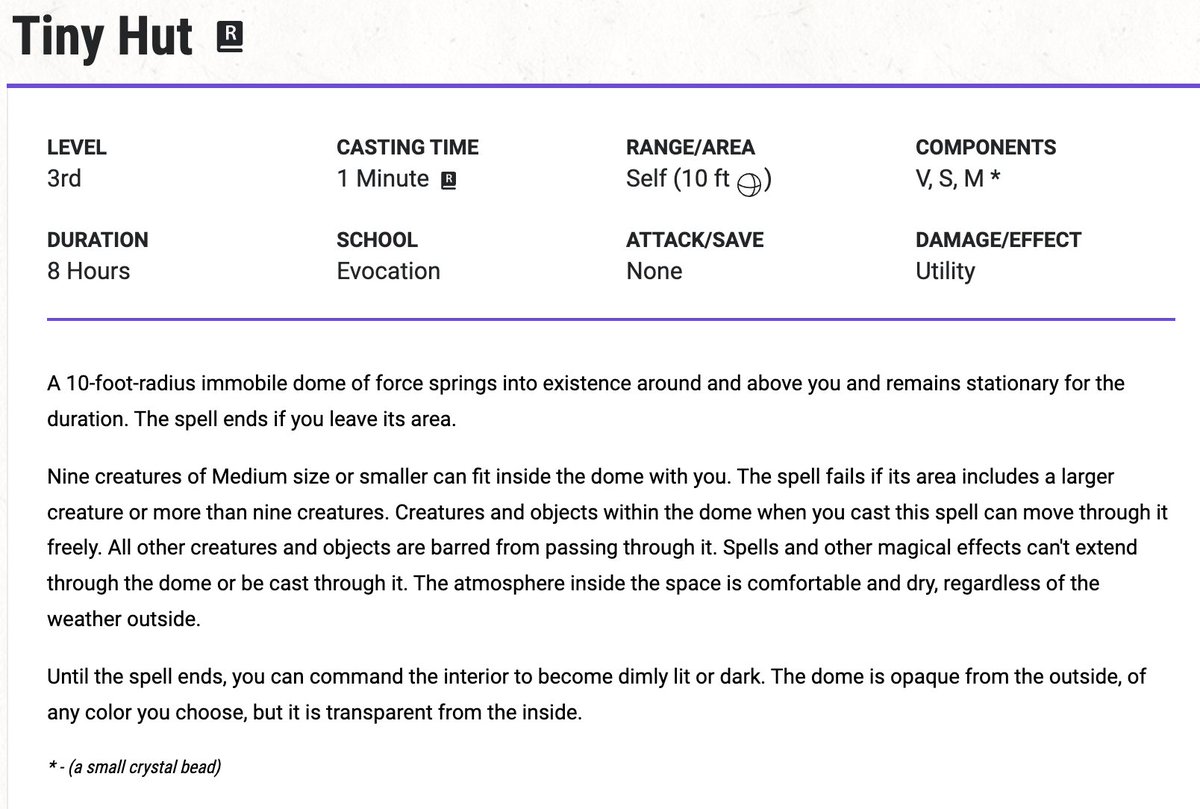 Tiny Hut R
LEVEL CASTING TIME RANGE/AREA COMPONENTS
3rd 1 Minute R Self (10 ft ) V, S, M *
DURATION SCHOOL ATTACK/SAVE DAMAGE/EFFECT
8 Hours Evocation None Utility
A 10-foot-radius immobile dome of force springs into existence around and above you and remains stationary for the
duration. The spell ends if you leave its area.
Nine creatures of Medium size or smaller can fit inside the dome with you. The spell fails if its area includes a larger
creature or more than nine creatures. Creatures and objects within the dome when you cast this spell can move through it
freely. All other creatures and objects are barred from passing through it. Spells and other magical effects can't extend
through the dome or be cast through it. The atmosphere inside the space is comfortable and dry, regardless of the
weather outside.
Until the spell ends, you can command the interior to become dimly lit or dark. The dome is opaque from the outside, of
any color you choose, but it is transparent from the inside.
* - (a small crystal bead)